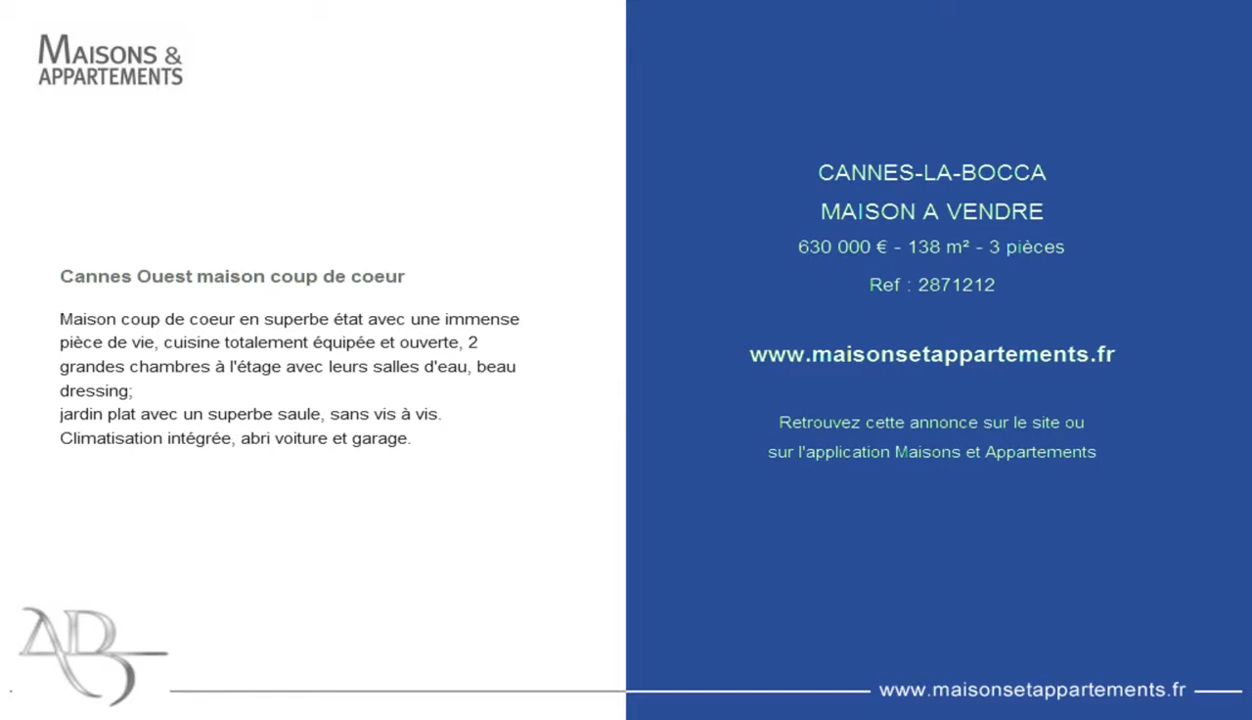 MAISONS &
APPARTEMENTS
Cannes Ouest maison coup de coeur
Maison coup de coeur en superbe état avec une immense
pièce de vie, cuisine totalement équipée et ouverte, 2
grandes chambres à l'étage avec leurs salles d'eau, beau
dressing;
jardin plat avec un superbe saule, sans vis à vis.
Climatisation intégrée, abri voiture et garage.
CANNES-LA-BOCCA
MAISON A VENDRE
630 000 € - 138 m² - 3 pièces
Ref : 2871212
www.maisonsetappartements.fr
Retrouvez cette annonce sur le site ou
sur l'application Maisons et Appartements
AB
www.maisonsetappartements.fr